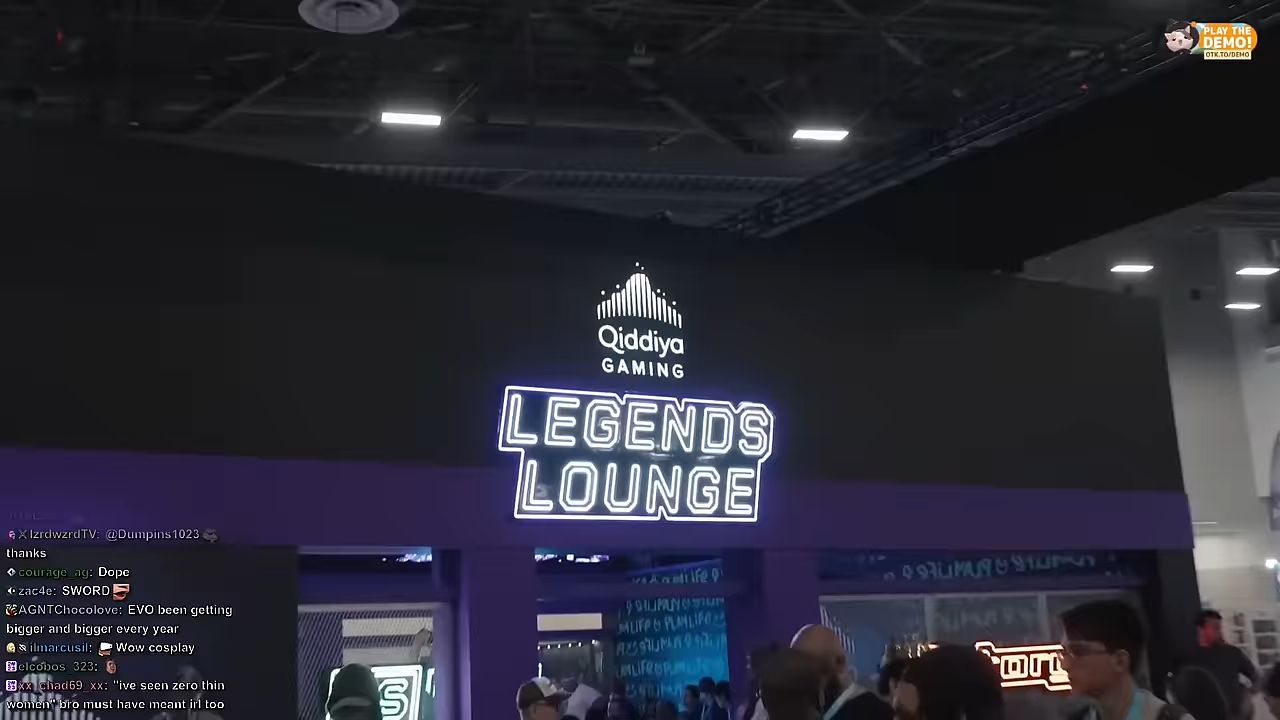 PLAY THE
DEMO!
OTK.TO/DEMO
Qiddiya
GAMING
LEGENDS
LOUNGE
lzrdwzrdTV: @Dumpins1023
thanks
courage_ag: Dope
zac4e: SWORD
AGNTChocolove: EVO been getting
bigger and bigger every year
ilmarcusil: Wow cosplay
elcobos_323:
xx_chad69_xx: "ive seen zero thin
women" bro must have meant irl too